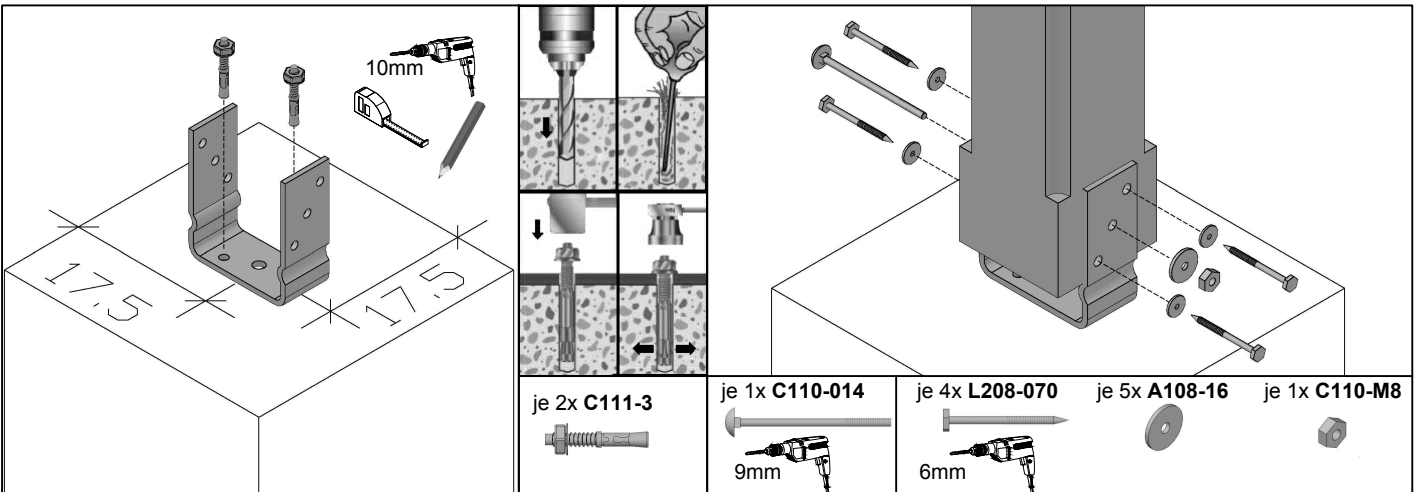 10mm
17.5
17.5
je 2x C111-3
je 1x C110-014
9mm
je 4x L208-070
6mm
je 5x A108-16
je 1x C110-M8